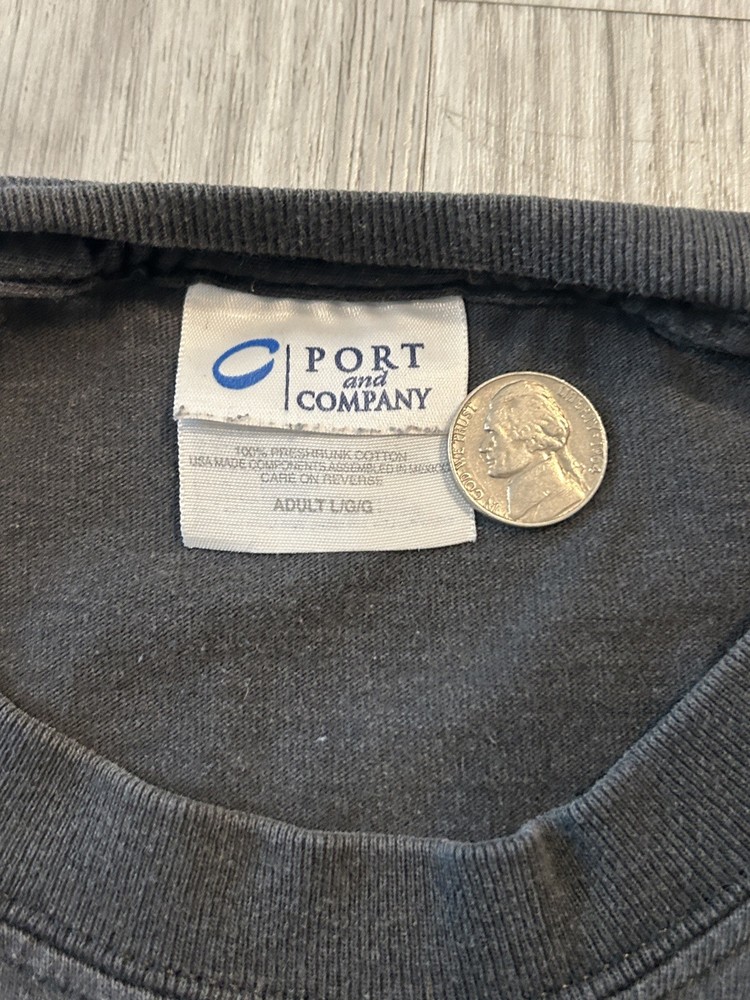 PORT
and
COMPANY
100% PRESHRUNK COTTON
USA MADE COMPONENTS ASSEMBLED IN MEXICO
CARE ON REVERSE
ADULT L/G/G
IN GOD WE TRUST